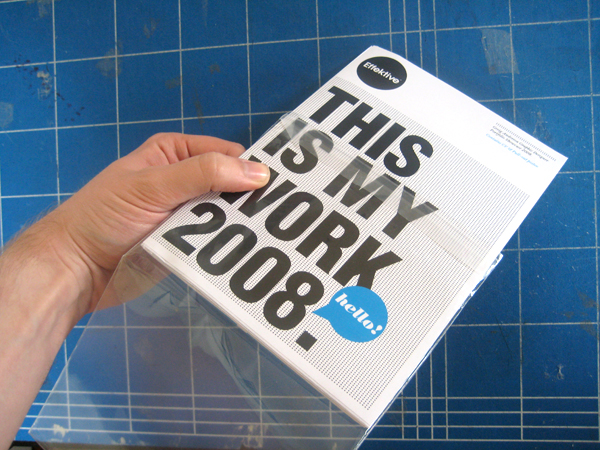 Effektive
THIS
IS MY
WORK
2008.
hello!